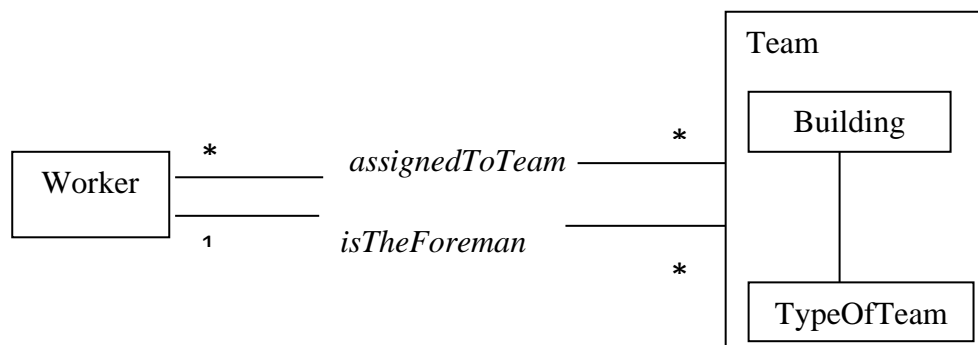 Team
Building
*
*
assignedToTeam
Worker
1
isTheForeman
*
TypeOfTeam